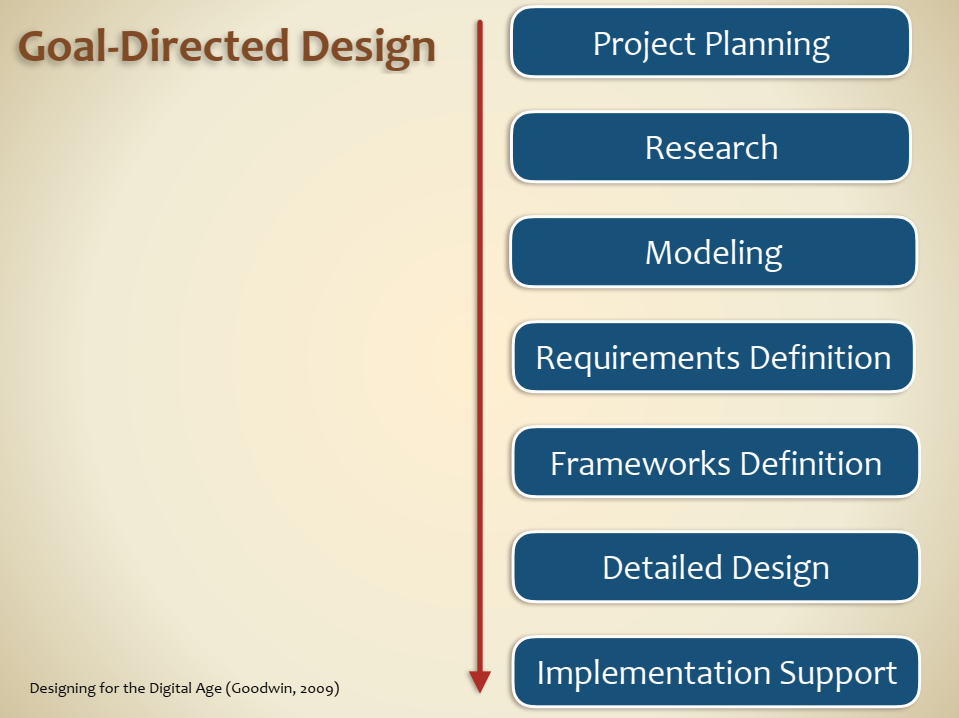 Goal-Directed Design
Project Planning
Research
Modeling
Requirements Definition
Frameworks Definition
Detailed Design
Implementation Support
Designing for the Digital Age (Goodwin, 2009)